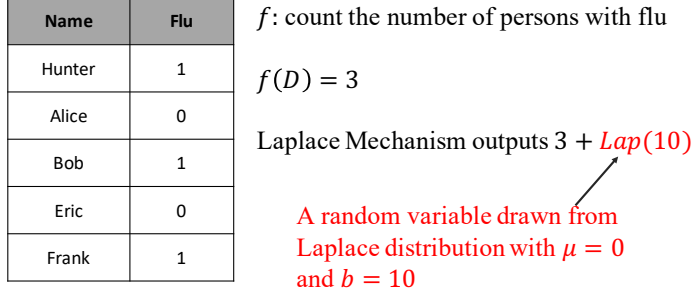 Name Flu
Hunter 1
Alice 0
Bob 1
Eric 0
Frank 1
𝑓: count the number of persons with flu
𝑓(𝐷) = 3
Laplace Mechanism outputs 3 + 𝐿𝑎𝑝(10)
A random variable drawn from
Laplace distribution with 𝜇 = 0
and 𝑏 = 10